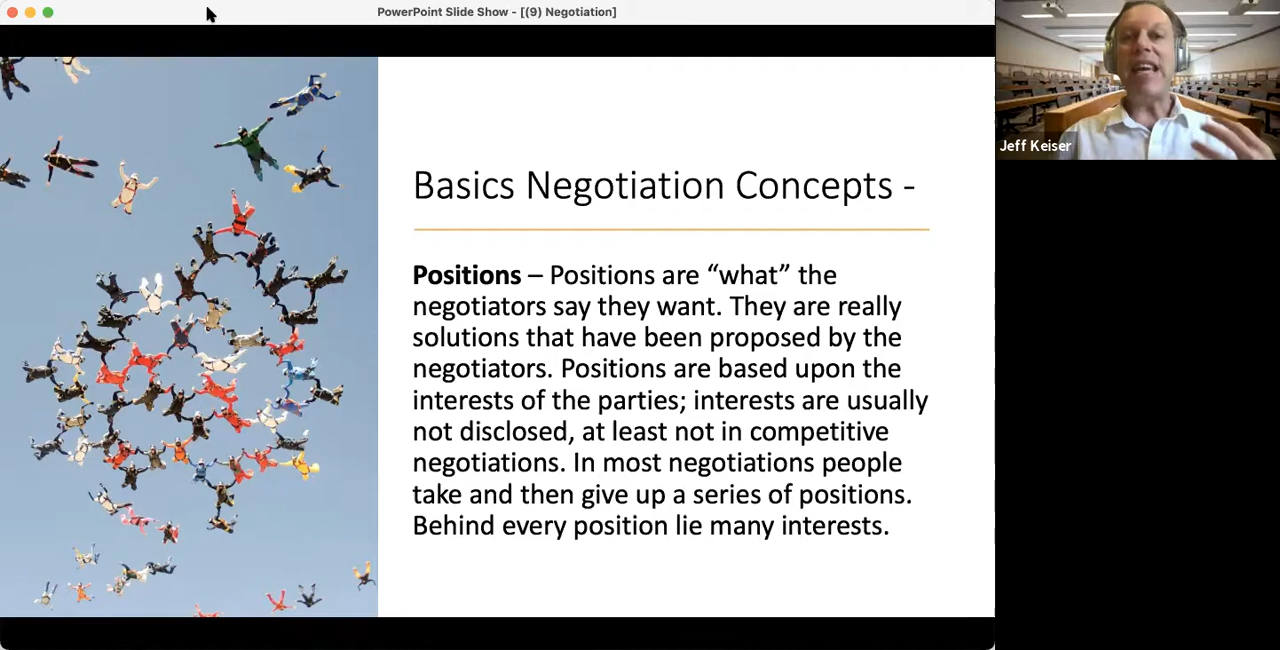 PowerPoint Slide Show - [(9) Negotiation]
Jeff Keiser
Basics Negotiation Concepts -
Positions – Positions are “what” the
negotiators say they want. They are really
solutions that have been proposed by the
negotiators. Positions are based upon the
interests of the parties; interests are usually
not disclosed, at least not in competitive
negotiations. In most negotiations people
take and then give up a series of positions.
Behind every position lie many interests.